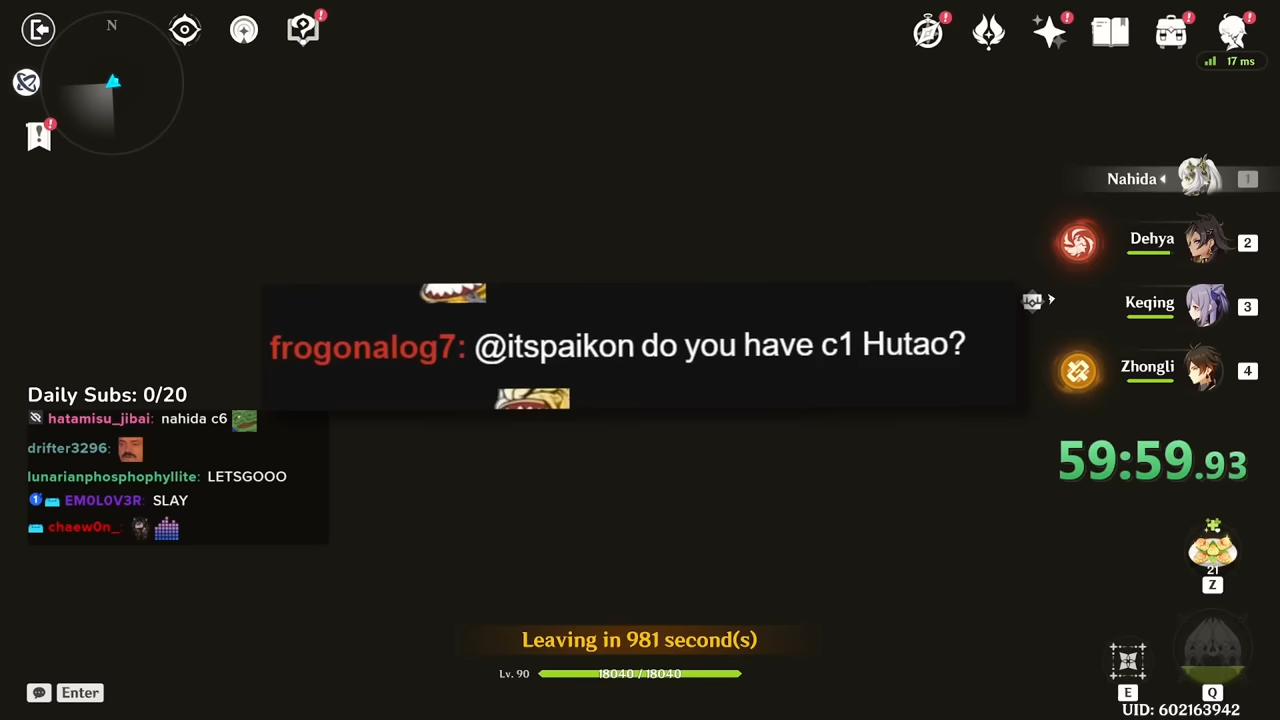 N
17 ms
Nahida
1
Dehya
2
Keqing
3
Zhongli
4
frogonalog7: @itspaikon do you have c1 Hutao?
Daily Subs: 0/20
hatamisu_jibai: nahida c6
drifter3296:
lunarianphosphophyllite: LETSGOOO
1 EM0L0V3R: SLAY
chaew0n_:
59:59.93
21
Z
Leaving in 981 second(s)
Lv. 90
18040 / 18040
E
Q
Enter
UID: 602163942